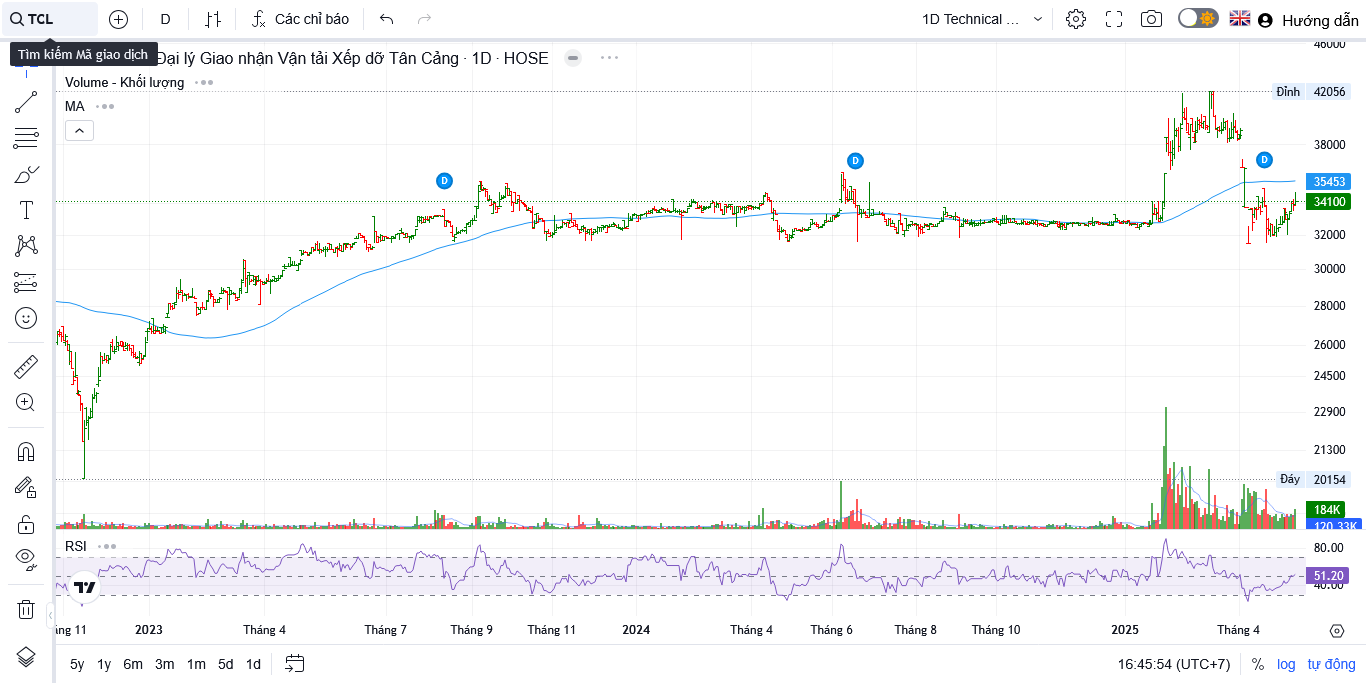 TCL
D
Các chỉ báo
1D Technical ...
Hướng dẫn
Tìm kiếm Mã giao dịch
Đại lý Giao nhận Vận tải Xếp dỡ Tân Cảng · 1D · HOSE
Volume - Khối lượng
MA
D
D
D
46000
Đỉnh 42056
38000
35453
34100
32000
30000
28000
26000
24500
22900
21300
Đáy 20154
184K
120.33K
RSI
80.00
51.20
40.00
ng 11 2023 Tháng 4 Tháng 7 Tháng 9 Tháng 11 2024 Tháng 4 Tháng 6 Tháng 8 Tháng 10 2025 Tháng 4
5y 1y 6m 3m 1m 5d 1d
16:45:54 (UTC+7) % log tự động